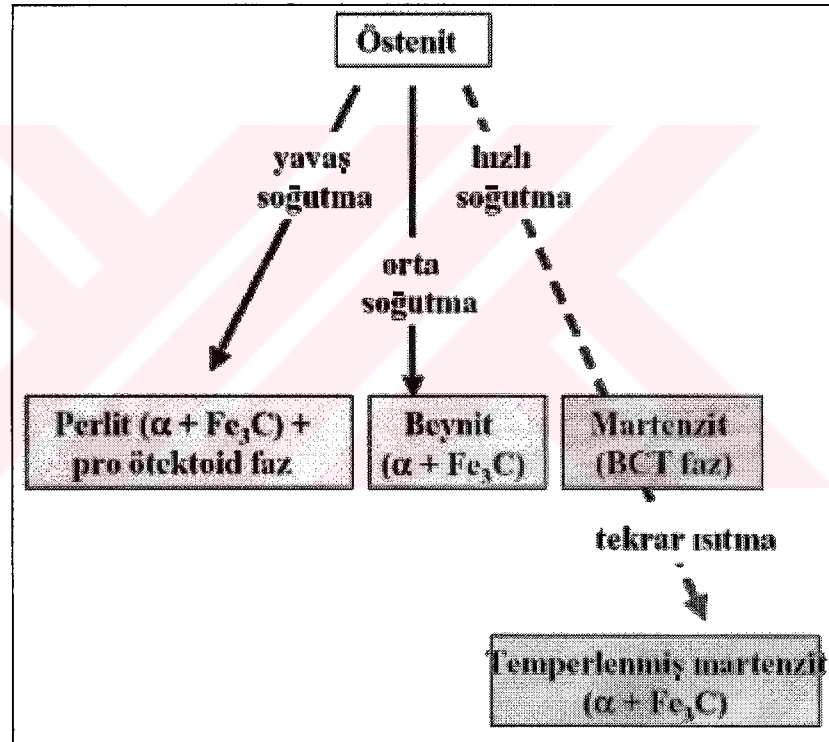 Östenit
yavaş
soğutma
hızlı
soğutma
orta
soğutma
Perlit (α + Fe₃C) +
pro ötektoid faz
Beynit
(α + Fe₃C)
Martenzit
(BCT faz)
tekrar ısıtma
Temperlenmiş martenzit
(α + Fe₃C)